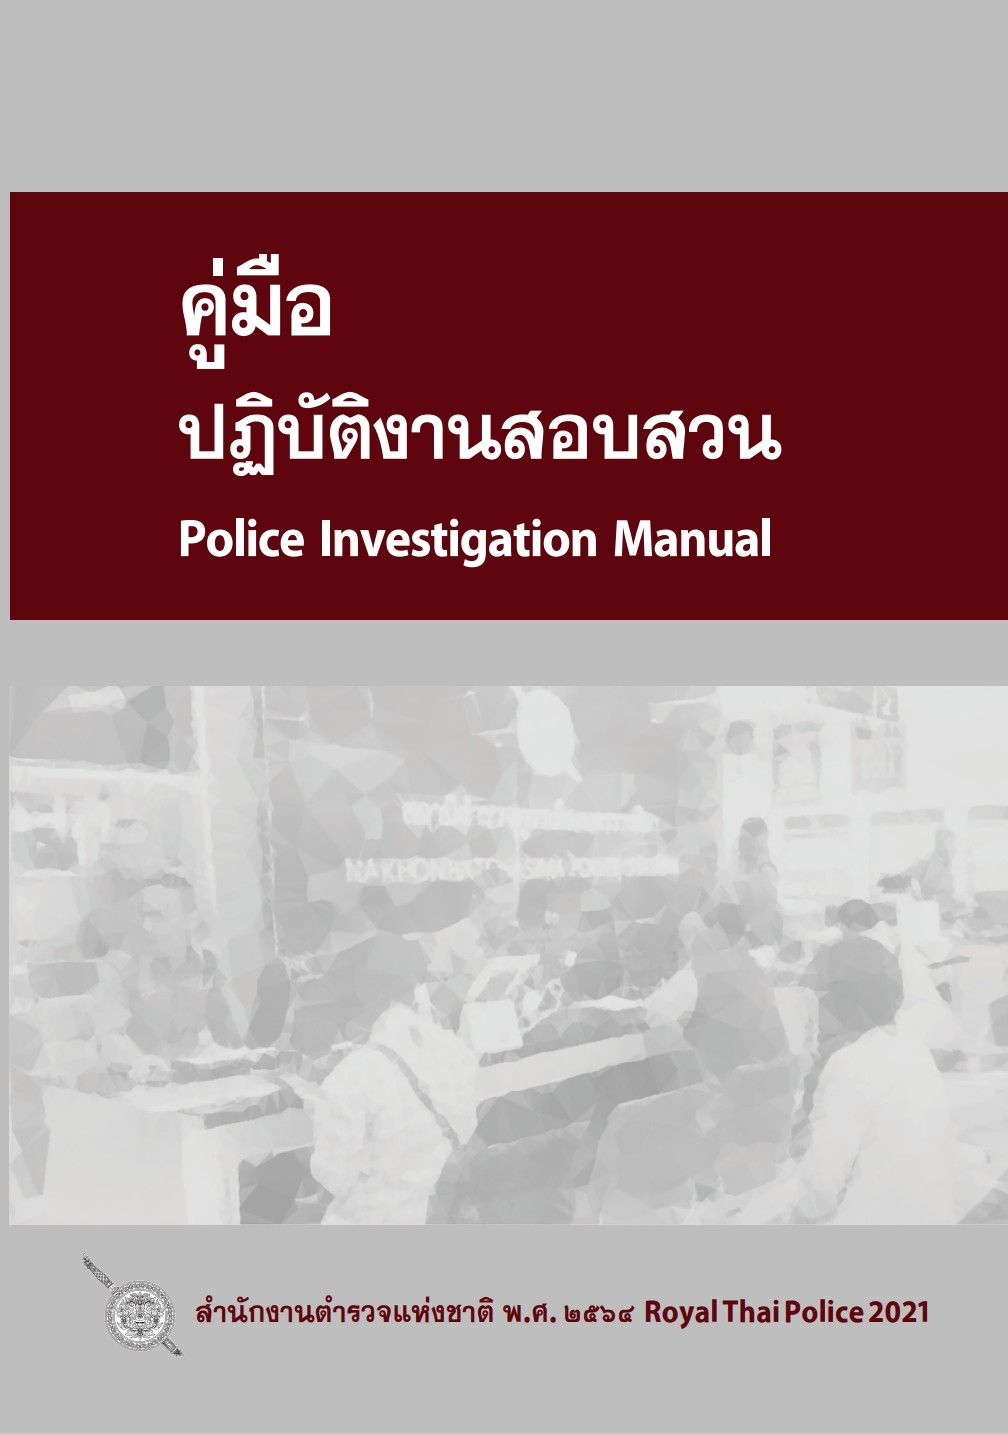 คู่มือ
ปฏิบัติงานสอบสวน
Police Investigation Manual
NAKHON
สำนักงานตำรวจแห่งชาติ พ.ศ. ๒๕๖๔ Royal Thai Police 2021